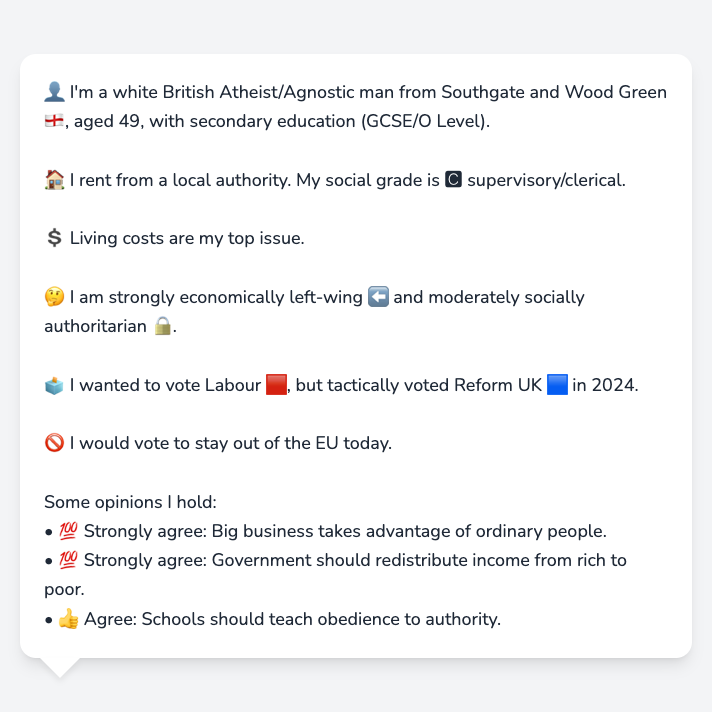 👤 I'm a white British Atheist/Agnostic man from Southgate and Wood Green
🏴󠁧󠁢󠁥󠁮󠁧󠁿, aged 49, with secondary education (GCSE/O Level).
🏠 I rent from a local authority. My social grade is 🅲 supervisory/clerical.
💲 Living costs are my top issue.
🤔 I am strongly economically left-wing ⬅️ and moderately socially
authoritarian 🔒.
🗳️ I wanted to vote Labour 🟥, but tactically voted Reform UK 🟦 in 2024.
🚫 I would vote to stay out of the EU today.
Some opinions I hold:
• 💯 Strongly agree: Big business takes advantage of ordinary people.
• 💯 Strongly agree: Government should redistribute income from rich to
poor.
• 👍 Agree: Schools should teach obedience to authority.